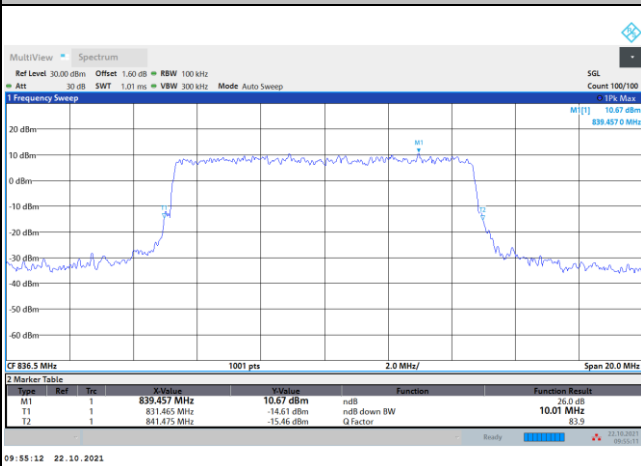 MultiView Spectrum
Ref Level 30.00 dBm Offset 1.60 dB RBW 100 kHz SGL
Att 30 dB SWT 1.01 ms VBW 300 kHz Mode Auto Sweep Count 100/100
1 Frequency Sweep 1Pk Max
M1[1] 10.67 dBm
839.457 0 MHz
M1
20 dBm
10 dBm
0 dBm
T1
T2
-10 dBm
-20 dBm
-30 dBm
-40 dBm
-50 dBm
-60 dBm
CF 836.5 MHz 1001 pts 2.0 MHz/ Span 20.0 MHz
2 Marker Table
Type Ref Trc X-Value Y-Value Function Function Result
M1 1 839.457 MHz 10.67 dBm ndB 26.0 dB
T1 1 831.465 MHz -14.61 dBm ndB down BW 10.01 MHz
T2 1 841.475 MHz -15.46 dBm Q Factor 83.9
Ready 22.10.2021
09:55:11
09:55:12 22.10.2021